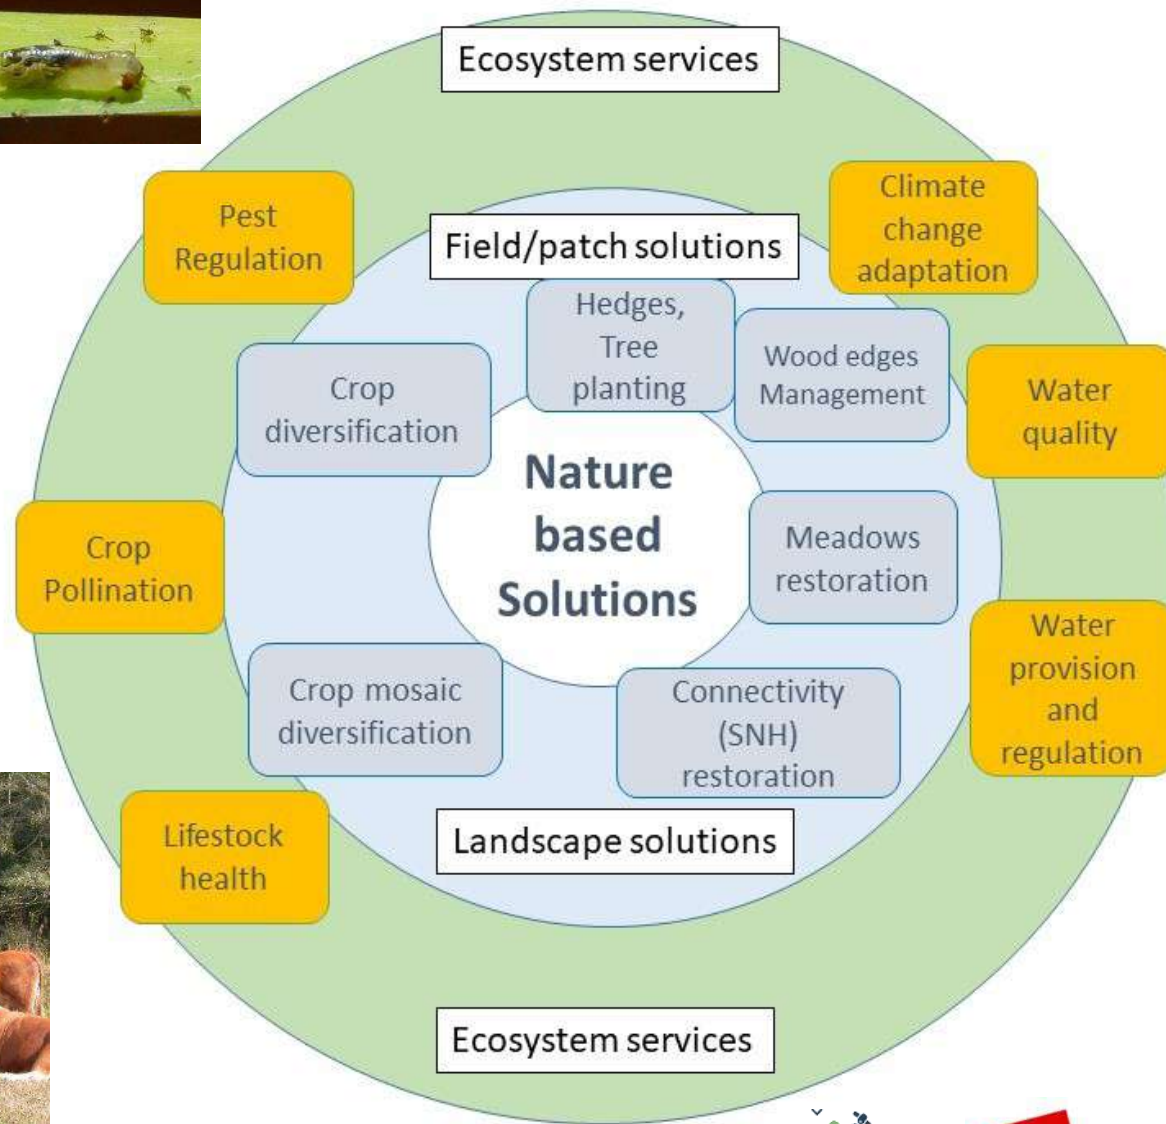 Ecosystem services
Pest
Regulation
Climate
change
adaptation
Field/patch solutions
Hedges,
Tree
planting
Wood edges
Management
Crop
diversification
Water
quality
Nature
based
Solutions
Crop
Pollination
Meadows
restoration
Water
provision
and
regulation
Crop mosaic
diversification
Connectivity
(SNH)
restoration
Lifestock
health
Landscape solutions
Ecosystem services